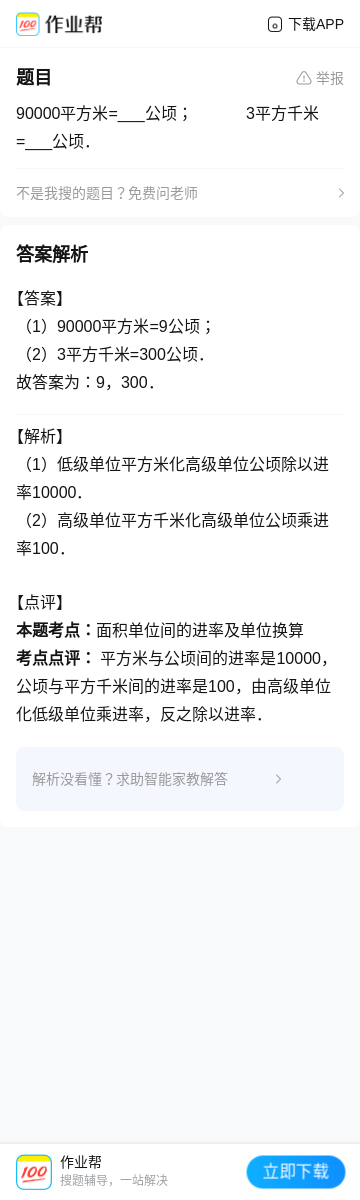 作业帮
下载APP
题目
举报
90000平方米=___公顷； 3平方千米
=___公顷．
不是我搜的题目？免费问老师
答案解析
【答案】
（1）90000平方米=9公顷；
（2）3平方千米=300公顷．
故答案为：9，300．
【解析】
（1）低级单位平方米化高级单位公顷除以进
率10000．
（2）高级单位平方千米化高级单位公顷乘进
率100．
【点评】
本题考点：面积单位间的进率及单位换算
考点点评： 平方米与公顷间的进率是10000，
公顷与平方千米间的进率是100，由高级单位
化低级单位乘进率，反之除以进率．
解析没看懂？求助智能家教解答
作业帮
搜题辅导，一站解决
立即下载